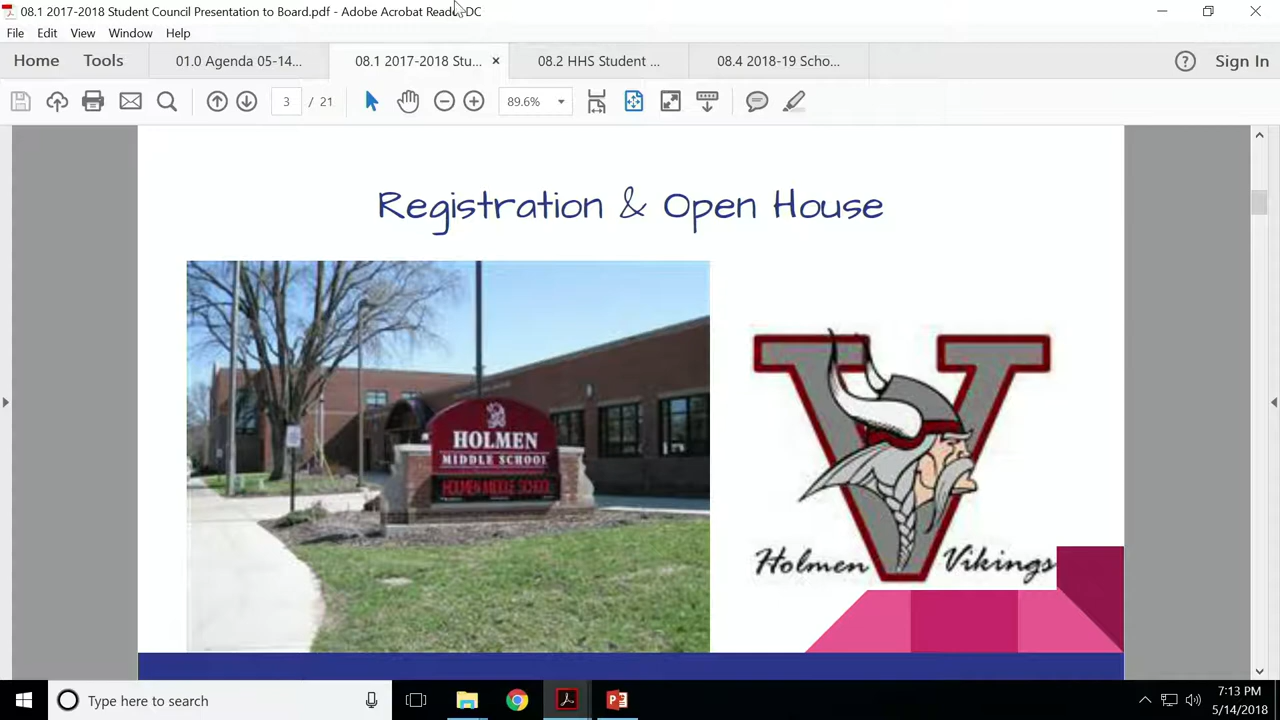 08.1 2017-2018 Student Council Presentation to Board.pdf - Adobe Acrobat Reader DC
File Edit View Window Help
Home Tools 01.0 Agenda 05-14... 08.1 2017-2018 Stu... 08.2 HHS Student ... 08.4 2018-19 Scho... Sign In
3 / 21 89.6%
Registration & Open House
HOLMEN
MIDDLE SCHOOL
HOLMEN MIDDLE SCHOOL
V
Holmen Vikings
Type here to search
7:13 PM
5/14/2018